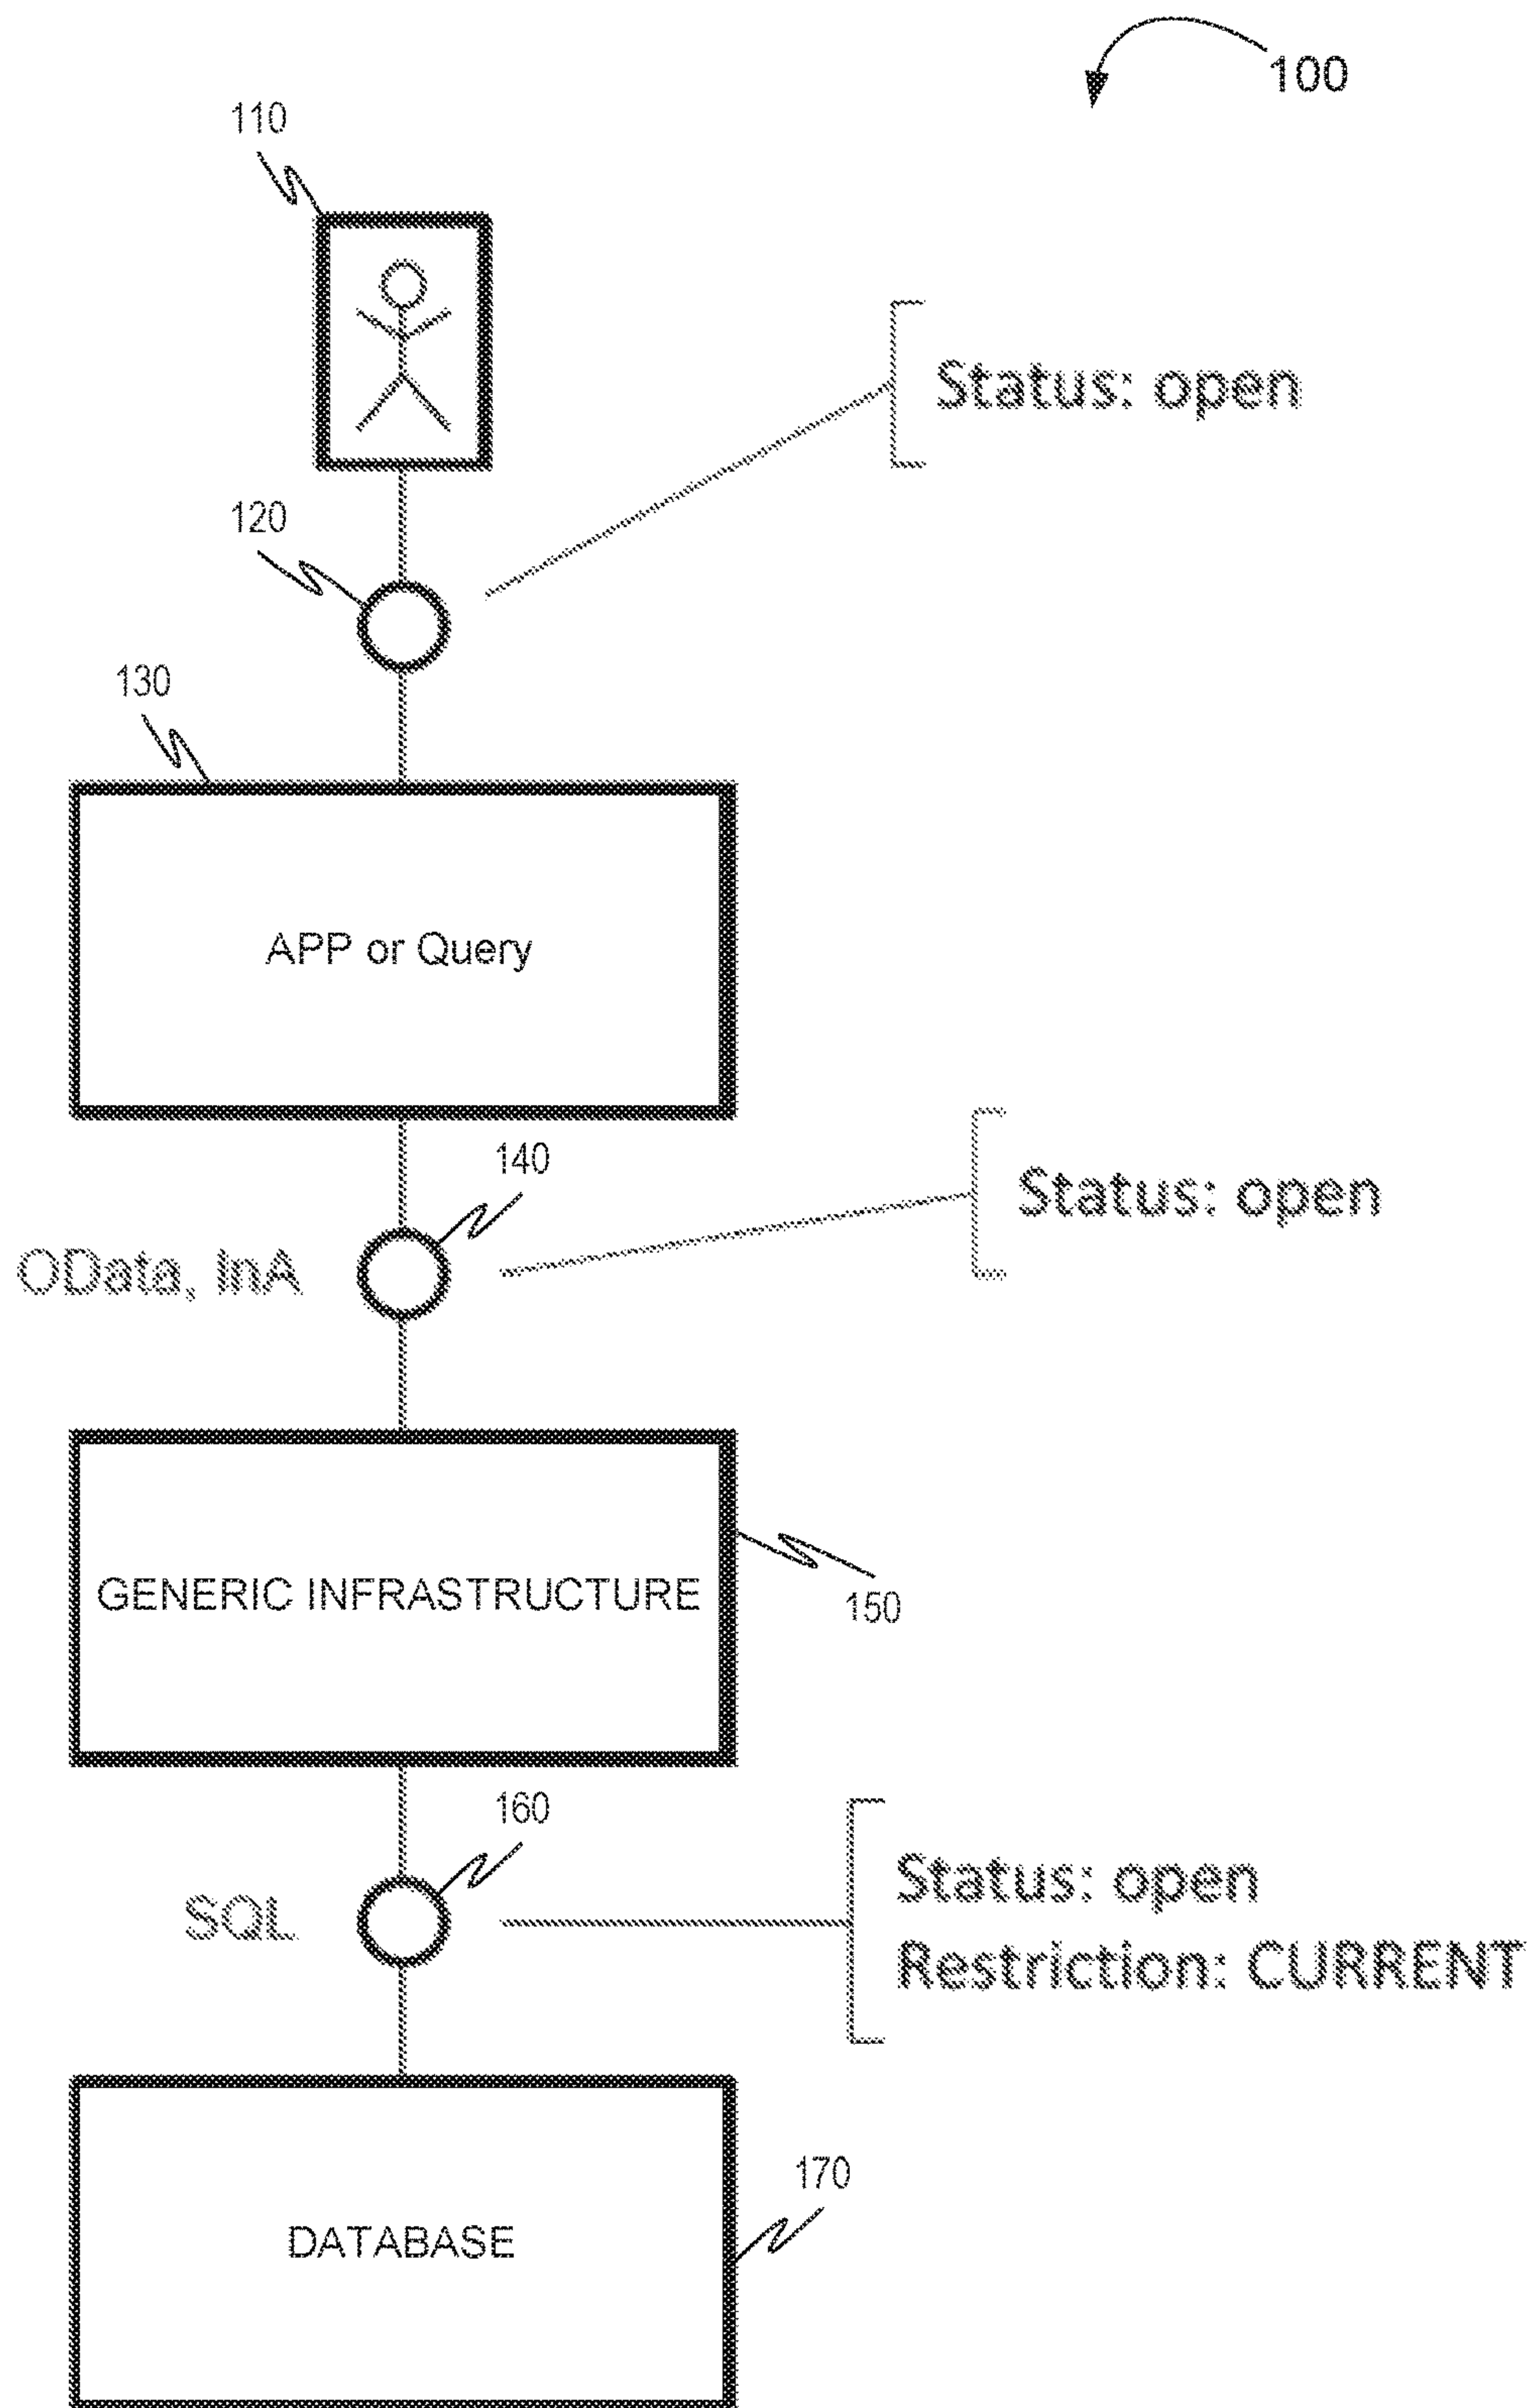 100
110
Status: open
120
130
APP or Query
140
Status: open
OData, InA
GENERIC INFRASTRUCTURE
150
160
Status: open
SQL
Restriction: CURRENT
170
DATABASE